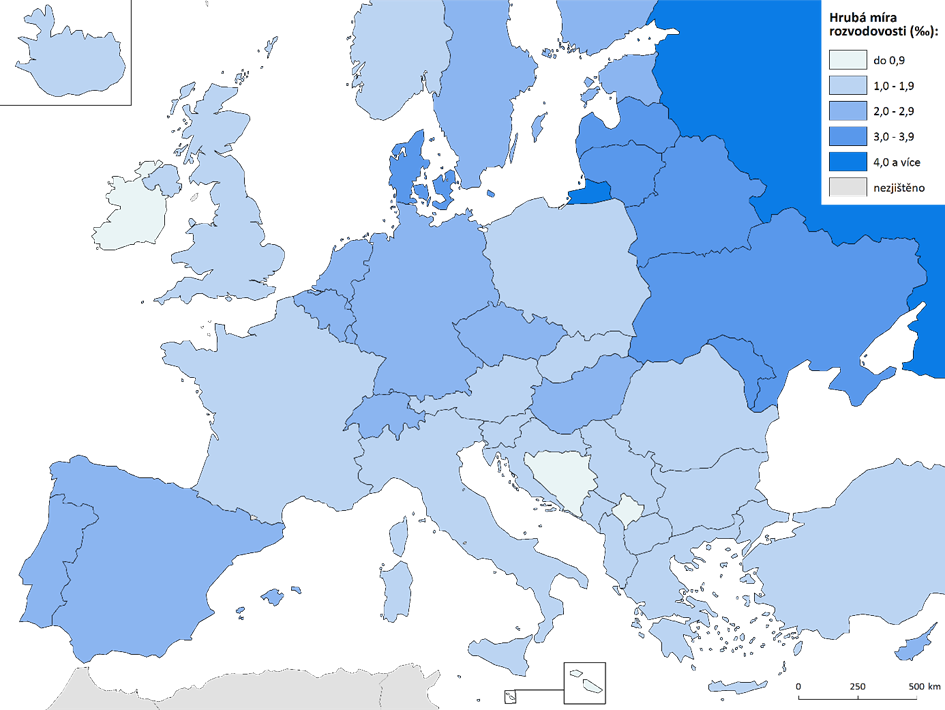 Hrubá míra
rozvodovosti (‰):
do 0,9
1,0 - 1,9
2,0 - 2,9
3,0 - 3,9
4,0 a více
nezjištěno
0 250 500 km